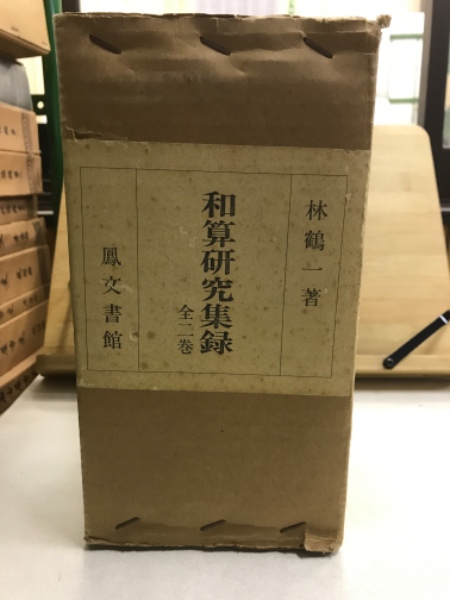 林鶴一著
和算研究集録
全二巻
鳳文書館